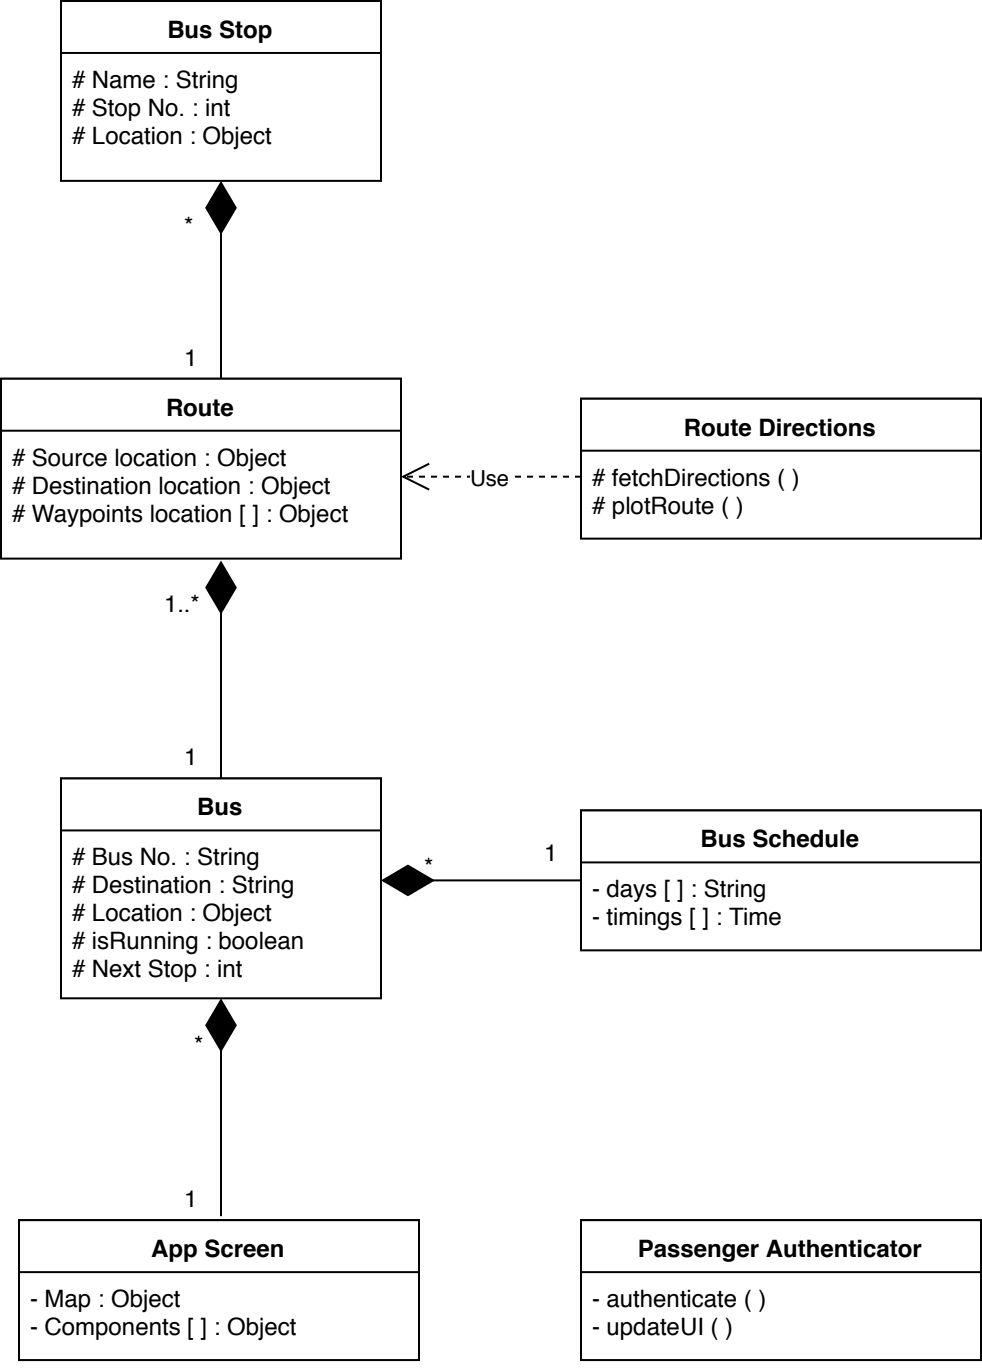 Bus Stop
# Name : String
# Stop No. : int
# Location : Object
*
1
Route
# Source location : Object
# Destination location : Object
# Waypoints location [ ] : Object
Use
Route Directions
# fetchDirections ( )
# plotRoute ( )
1..*
1
Bus
# Bus No. : String
# Destination : String
# Location : Object
# isRunning : boolean
# Next Stop : int
*
1
Bus Schedule
- days [ ] : String
- timings [ ] : Time
*
1
App Screen
- Map : Object
- Components [ ] : Object
Passenger Authenticator
- authenticate ( )
- updateUI ( )